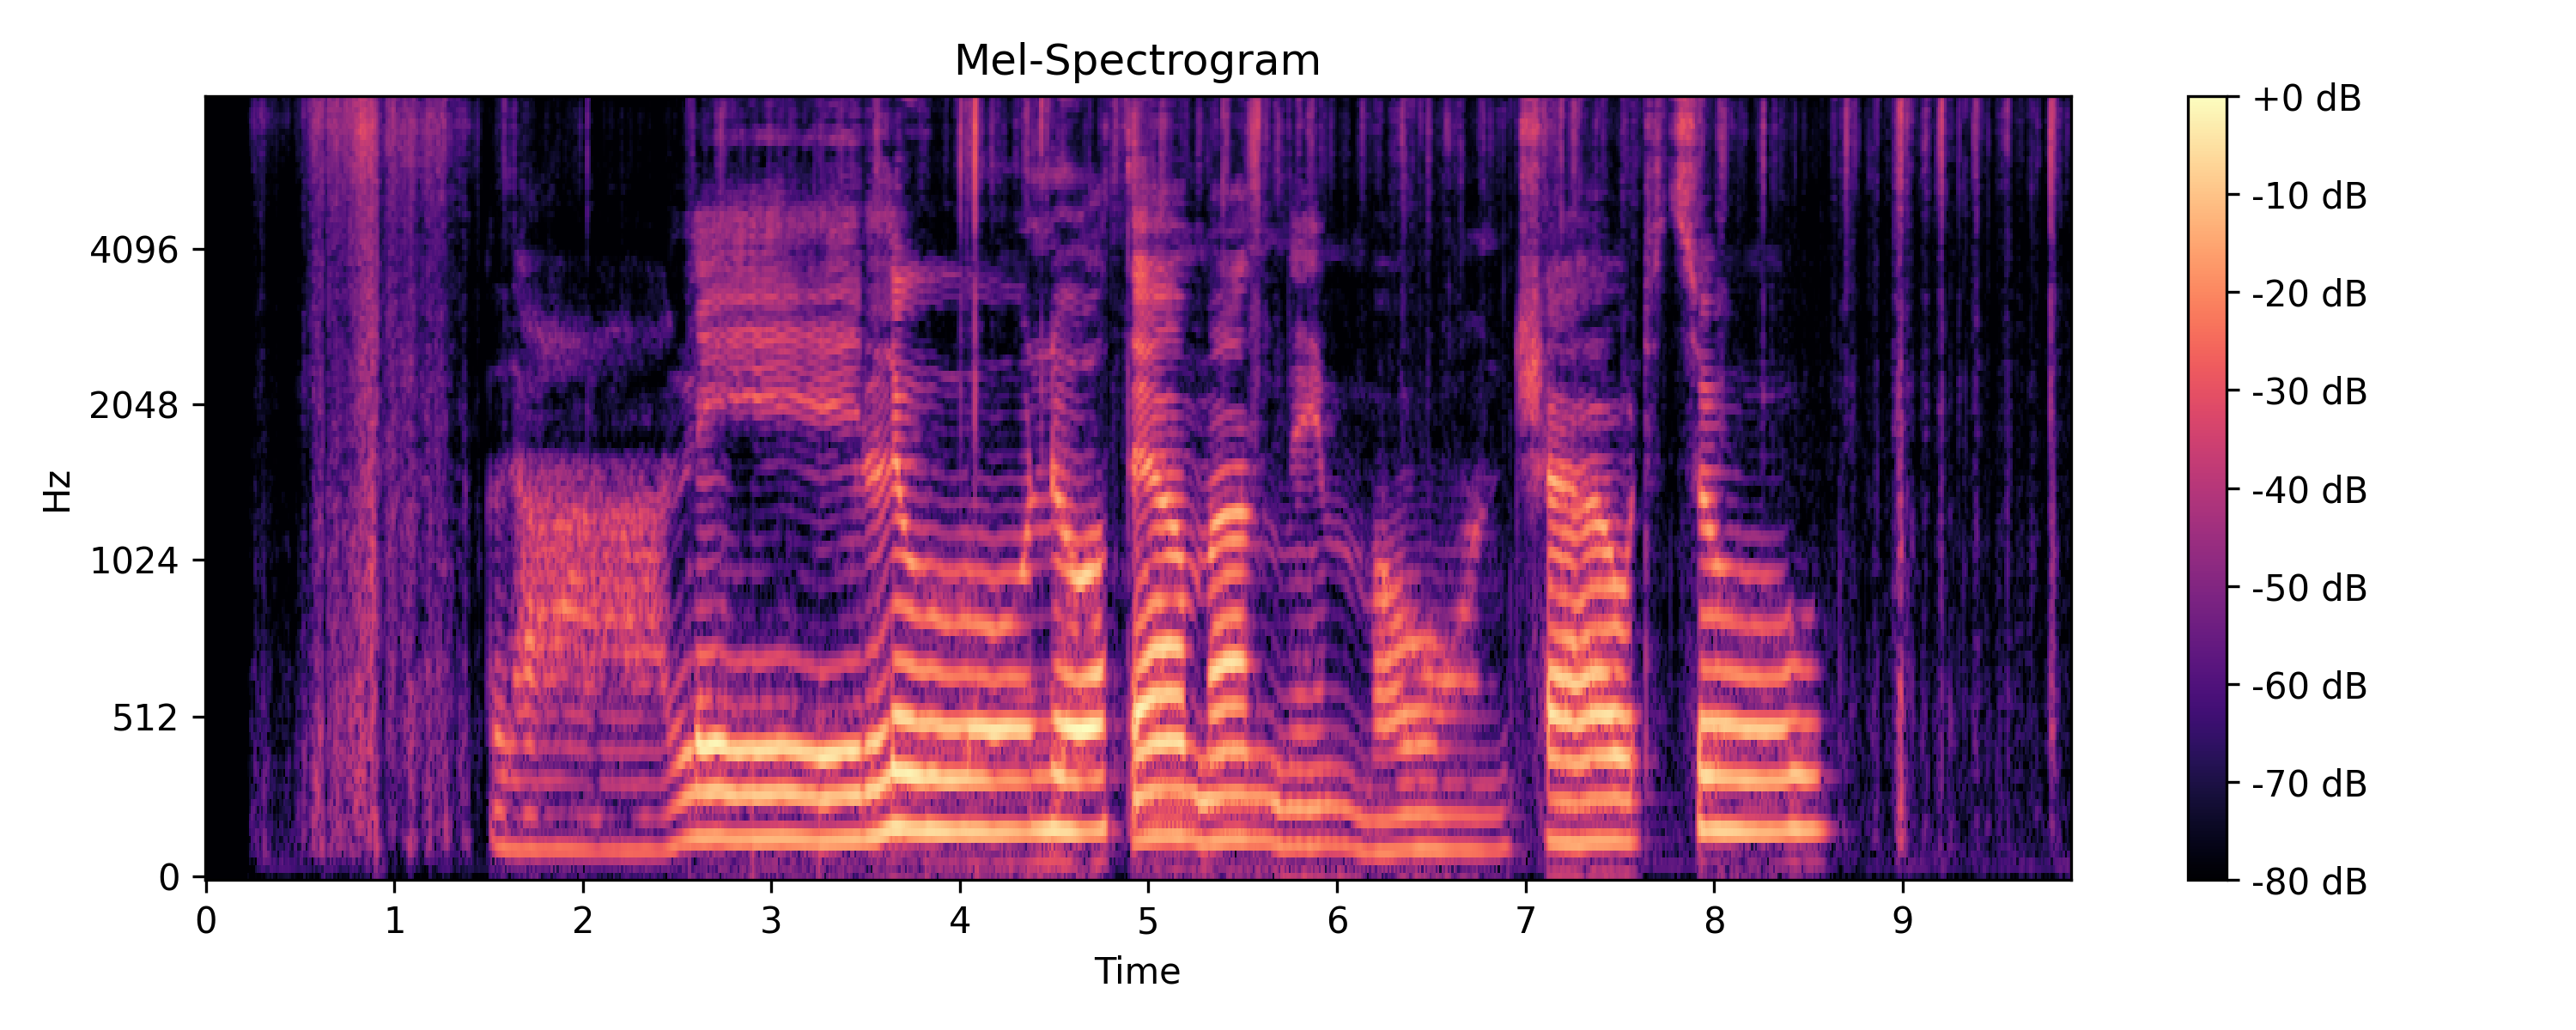 Mel-Spectrogram
Hz
4096
2048
1024
512
0
0 1 2 3 4 5 6 7 8 9
Time
+0 dB
-10 dB
-20 dB
-30 dB
-40 dB
-50 dB
-60 dB
-70 dB
-80 dB